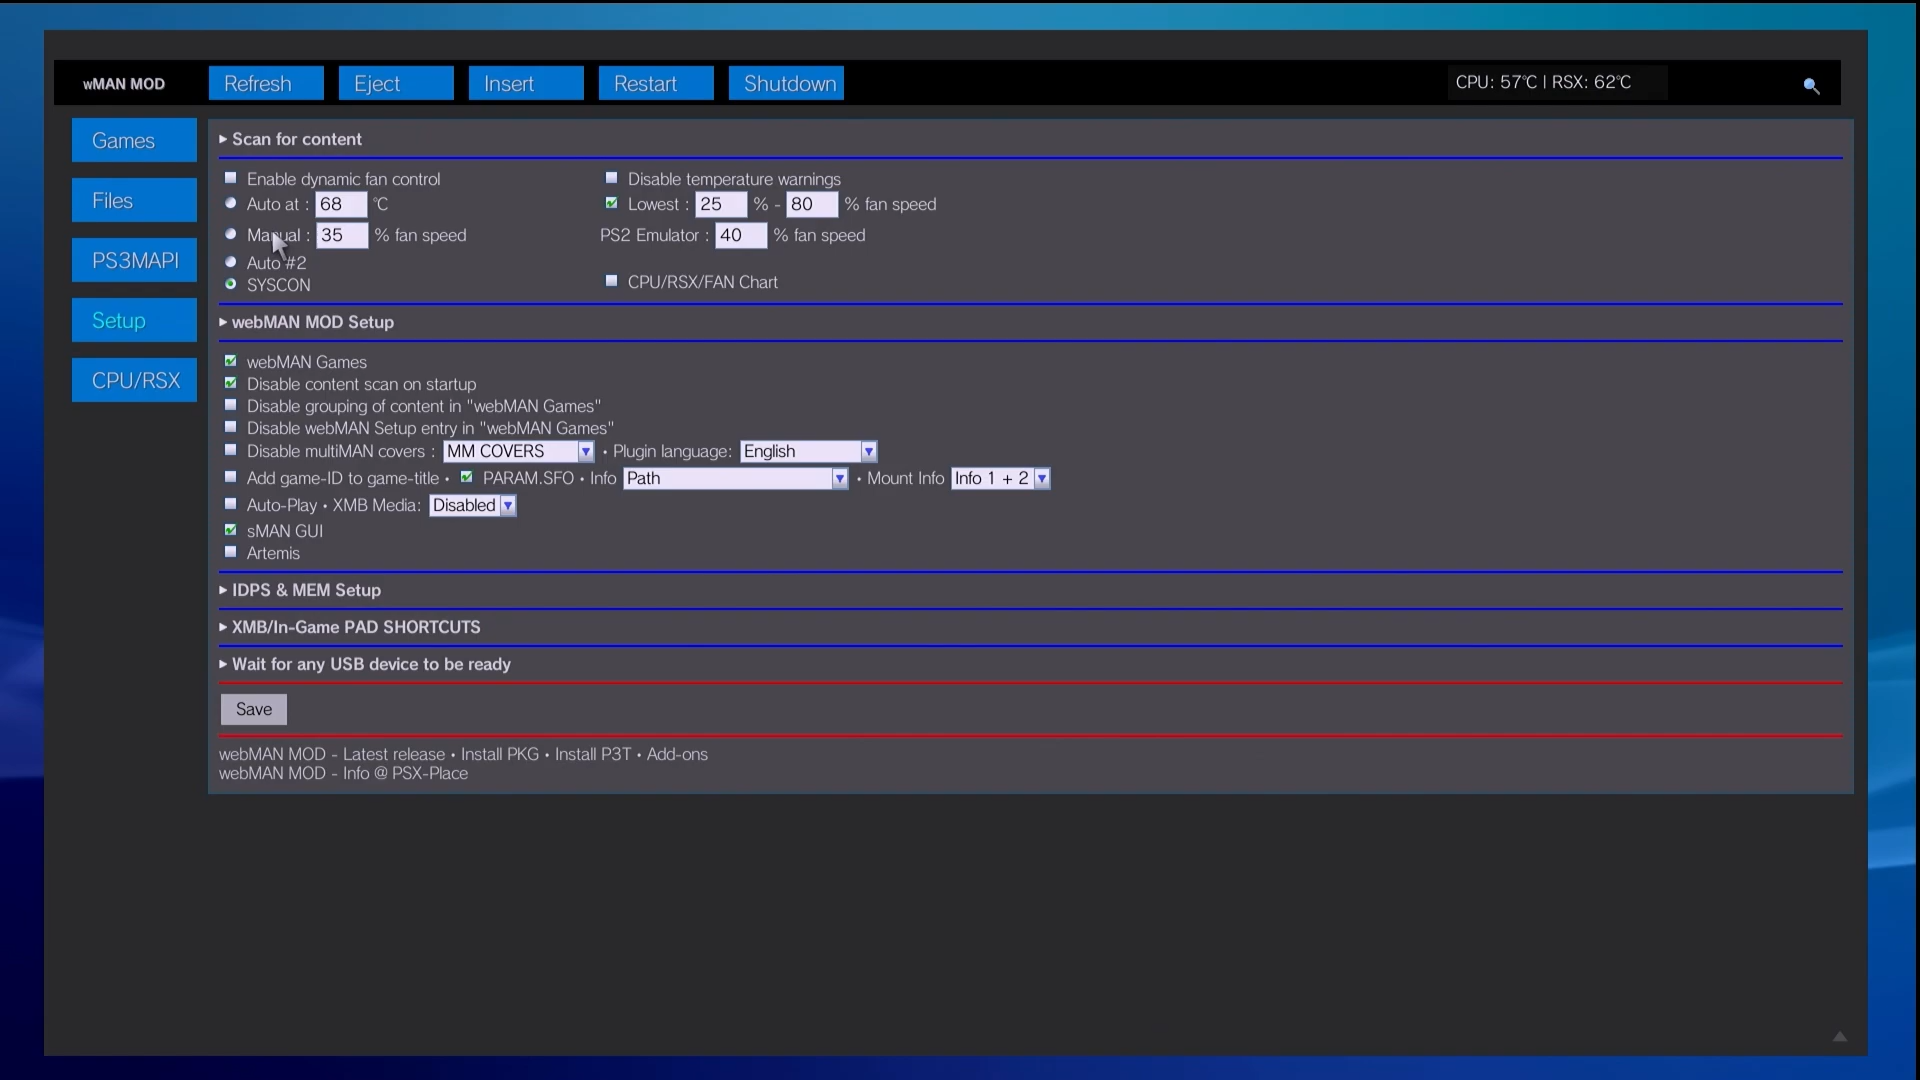 wMAN MOD Refresh Eject Insert Restart Shutdown CPU: 57°C | RSX: 62°C
Games
Files
PS3MAPI
Setup
CPU/RSX
Scan for content
Enable dynamic fan control Disable temperature warnings
Auto at : 68 °C Lowest : 25 % - 80 % fan speed
Manual : 35 % fan speed PS2 Emulator : 40 % fan speed
Auto #2
SYSCON CPU/RSX/FAN Chart
webMAN MOD Setup
webMAN Games
Disable content scan on startup
Disable grouping of content in "webMAN Games"
Disable webMAN Setup entry in "webMAN Games"
Disable multiMAN covers : MM COVERS • Plugin language: English
Add game-ID to game-title • PARAM.SFO • Info Path • Mount Info Info 1 + 2
Auto-Play • XMB Media: Disabled
sMAN GUI
Artemis
IDPS & MEM Setup
XMB/In-Game PAD SHORTCUTS
Wait for any USB device to be ready
Save
webMAN MOD - Latest release • Install PKG • Install P3T • Add-ons
webMAN MOD - Info @ PSX-Place